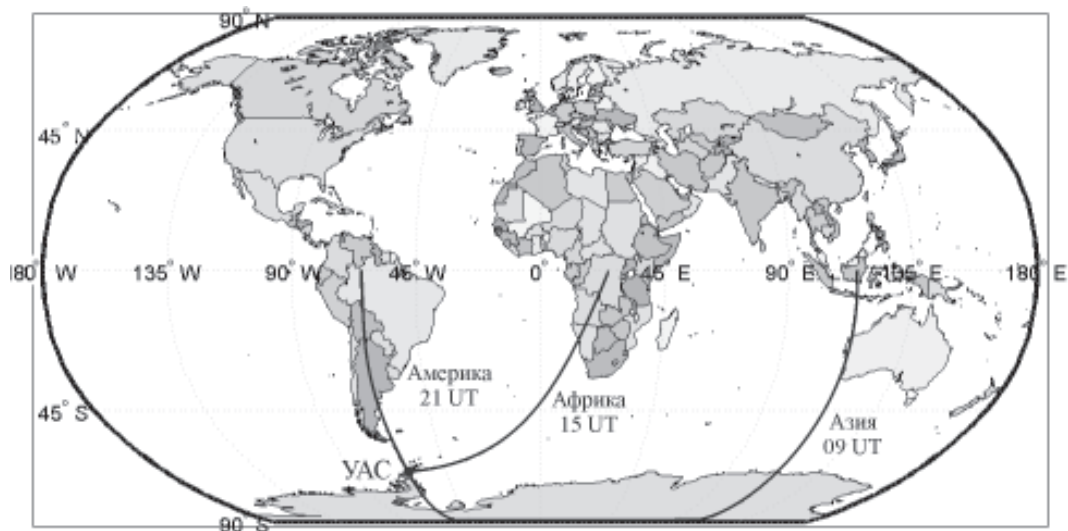 90° N
45° N
180° W 135° W 90° W 46° W 0 45° E 90° E 135° E 180° E
Америка
21 UT
Африка
15 UT
Азия
09 UT
45° S
УАС
90° S